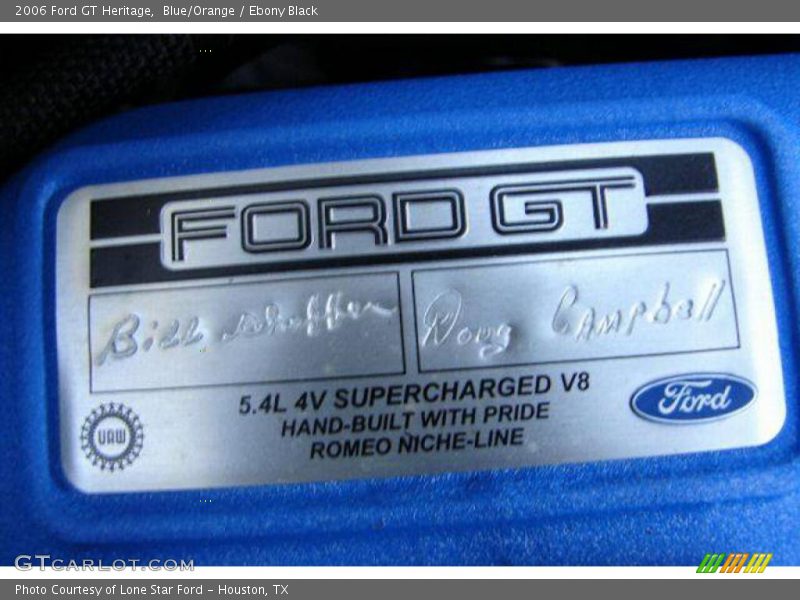 2006 Ford GT Heritage, Blue/Orange / Ebony Black
FORD GT
Bill Shaffer Doug Campbell
5.4L 4V SUPERCHARGED V8
HAND-BUILT WITH PRIDE
ROMEO NICHE-LINE
UAW
Ford
GTCARLOT.COM
Photo Courtesy of Lone Star Ford - Houston, TX